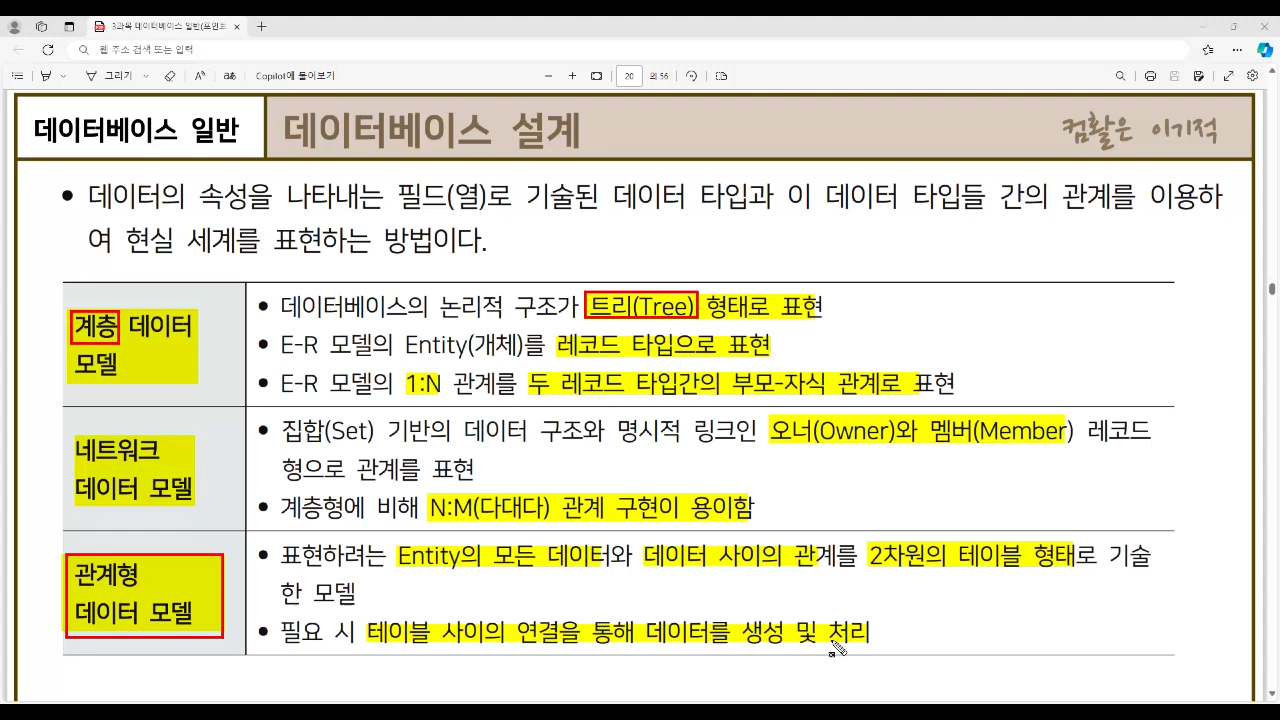 3과목 데이터베이스 일반(포인트
웹 주소 검색 또는 입력
그리기
Copilot에 물어보기
20 의 56
데이터베이스 일반
데이터베이스 설계
컴활은 이기적
• 데이터의 속성을 나타내는 필드(열)로 기술된 데이터 타입과 이 데이터 타입들 간의 관계를 이용하
여 현실 세계를 표현하는 방법이다.
계층 데이터
모델
• 데이터베이스의 논리적 구조가 트리(Tree) 형태로 표현
• E-R 모델의 Entity(개체)를 레코드 타입으로 표현
• E-R 모델의 1:N 관계를 두 레코드 타입간의 부모-자식 관계로 표현
네트워크
데이터 모델
• 집합(Set) 기반의 데이터 구조와 명시적 링크인 오너(Owner)와 멤버(Member) 레코드
형으로 관계를 표현
• 계층형에 비해 N:M(다대다) 관계 구현이 용이함
관계형
데이터 모델
• 표현하려는 Entity의 모든 데이터와 데이터 사이의 관계를 2차원의 테이블 형태로 기술
한 모델
• 필요 시 테이블 사이의 연결을 통해 데이터를 생성 및 처리